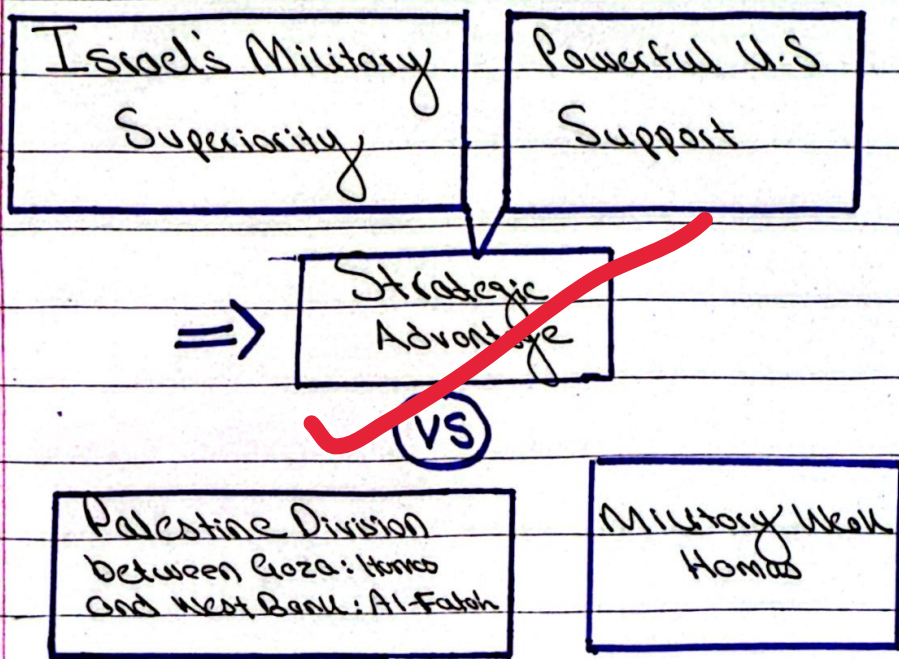 Israel's Military
Superiority
Powerful U.S
Support
Strategic
Advantage
VS
Palestine Division
between Gaza: Hamas
and West Bank: Al-Fatah
Military Weak
Hamas